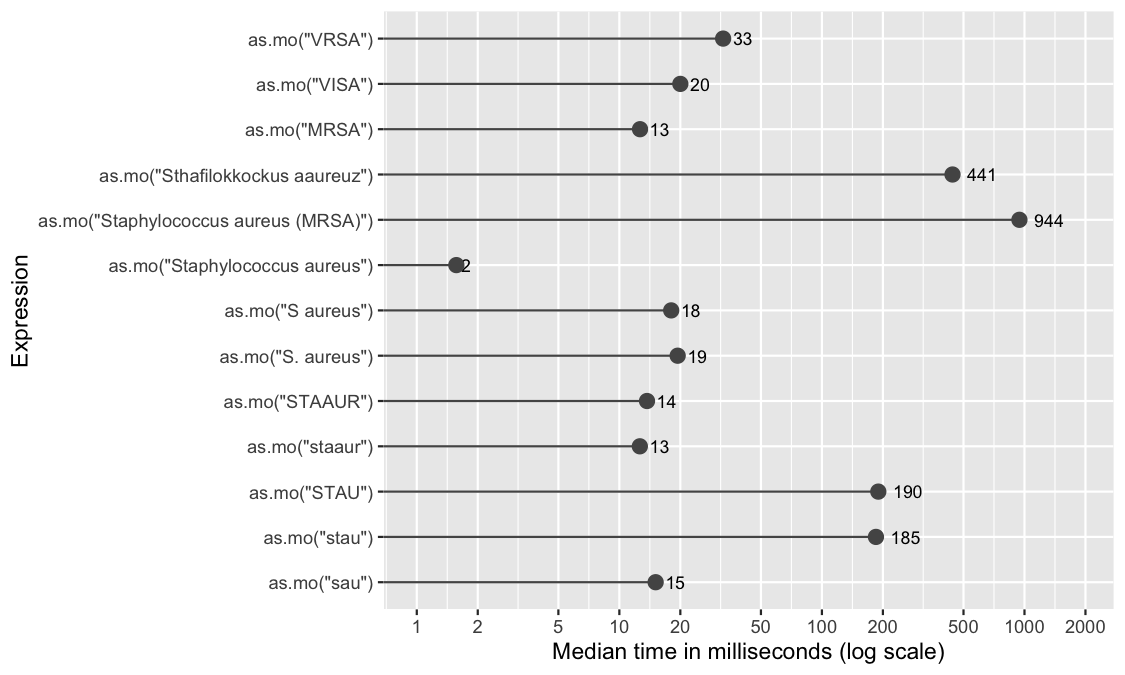 as.mo("VRSA") 33
as.mo("VISA") 20
as.mo("MRSA") 13
as.mo("Sthafilokkockus aaureuz") 441
as.mo("Staphylococcus aureus (MRSA)") 944
as.mo("Staphylococcus aureus") 2
as.mo("S aureus") 18
as.mo("S. aureus") 19
as.mo("STAAUR") 14
as.mo("staaur") 13
as.mo("STAU") 190
as.mo("stau") 185
as.mo("sau") 15
Expression
1 2 5 10 20 50 100 200 500 1000 2000
Median time in milliseconds (log scale)